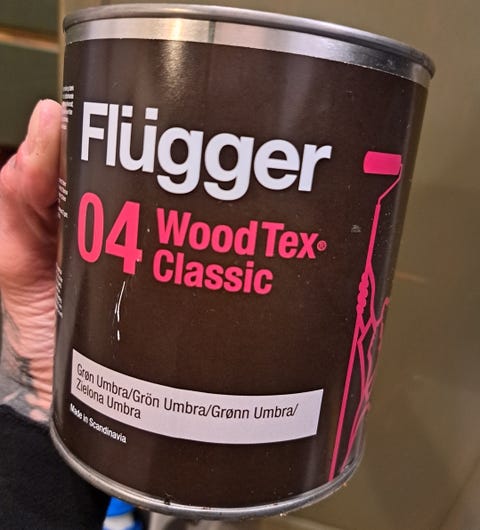 Flügger
04 WoodTex®
Classic
Grøn Umbra/Grön Umbra/Grønn Umbra/
Zielona Umbra
Made in Scandinavia